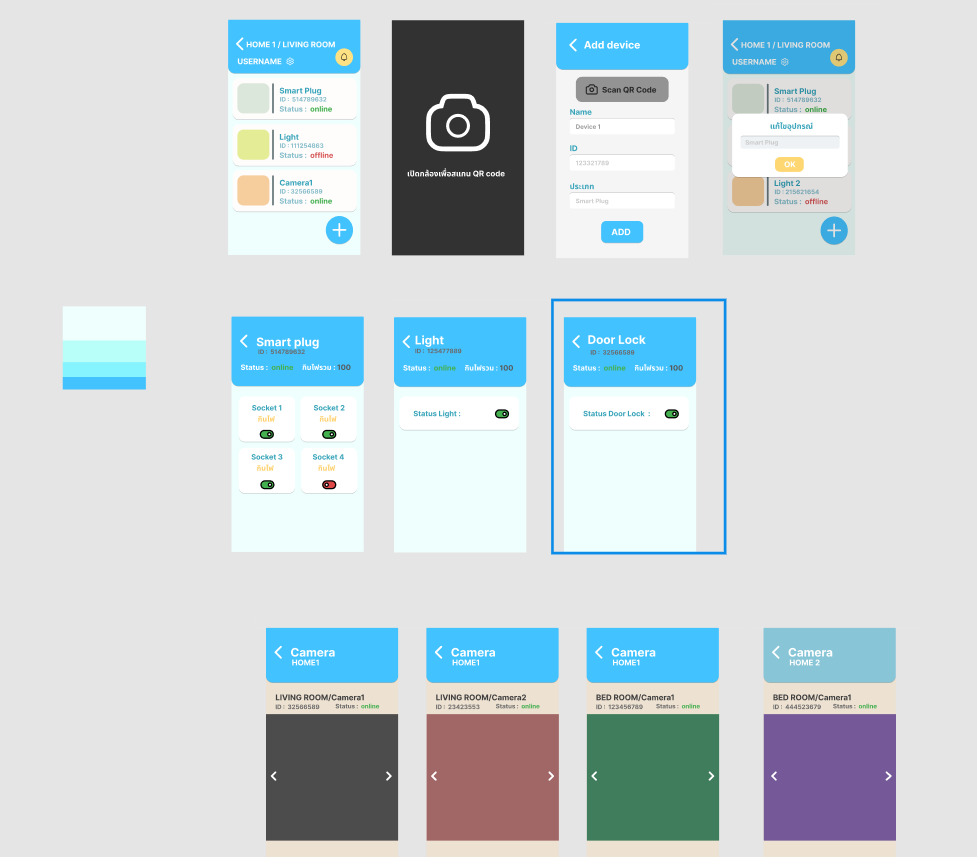 HOME 1 / LIVING ROOM
USERNAME
Smart Plug
ID : 514789632
Status : online
Light
ID : 111254863
Status : offline
Camera1
ID : 32566589
Status : online
เปิดกล้องเพื่อสแกน QR code
Add device
Scan QR Code
Name
Device 1
ID
123321789
ประเภท
Smart Plug
ADD
HOME 1 / LIVING ROOM
USERNAME
Smart Plug
ID : 514789632
Status : online
แก้ไขอุปกรณ์
Smart Plug
OK
Light 2
ID : 215621654
Status : offline
Smart plug
ID : 514789632
Status : online กินไฟรวม : 100
Socket 1
กินไฟ
Socket 2
กินไฟ
Socket 3
กินไฟ
Socket 4
กินไฟ
Light
ID : 125477889
Status : online กินไฟรวม : 100
Status Light :
Door Lock
ID : 32566589
Status : online กินไฟรวม : 100
Status Door Lock :
Camera
HOME1
LIVING ROOM/Camera1
ID : 32566589 Status : online
Camera
HOME1
LIVING ROOM/Camera2
ID : 23423553 Status : online
Camera
HOME1
BED ROOM/Camera1
ID : 123456789 Status : online
Camera
HOME 2
BED ROOM/Camera1
ID : 444523679 Status : online